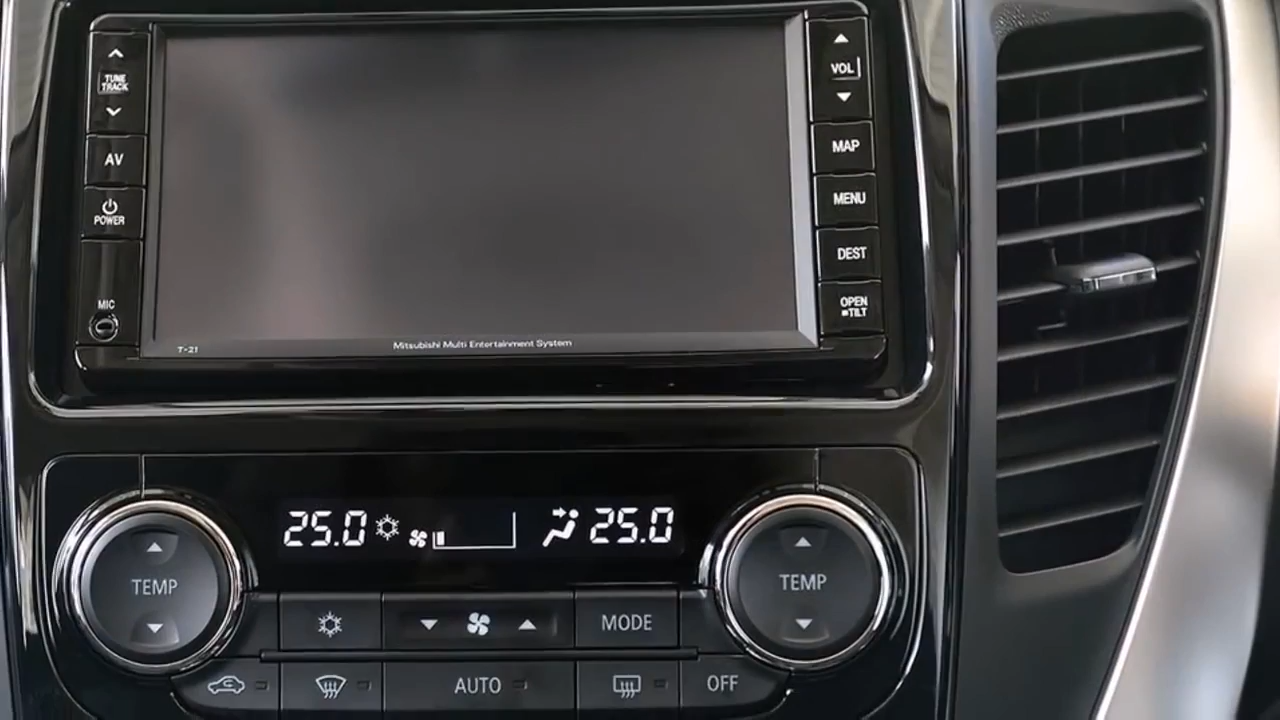 TUNE
TRACK
AV
POWER
MIC
VOL
MAP
MENU
DEST
OPEN
TILT
T-21
Mitsubishi Multi Entertainment System
25.0 25.0
TEMP
TEMP
MODE
AUTO
OFF